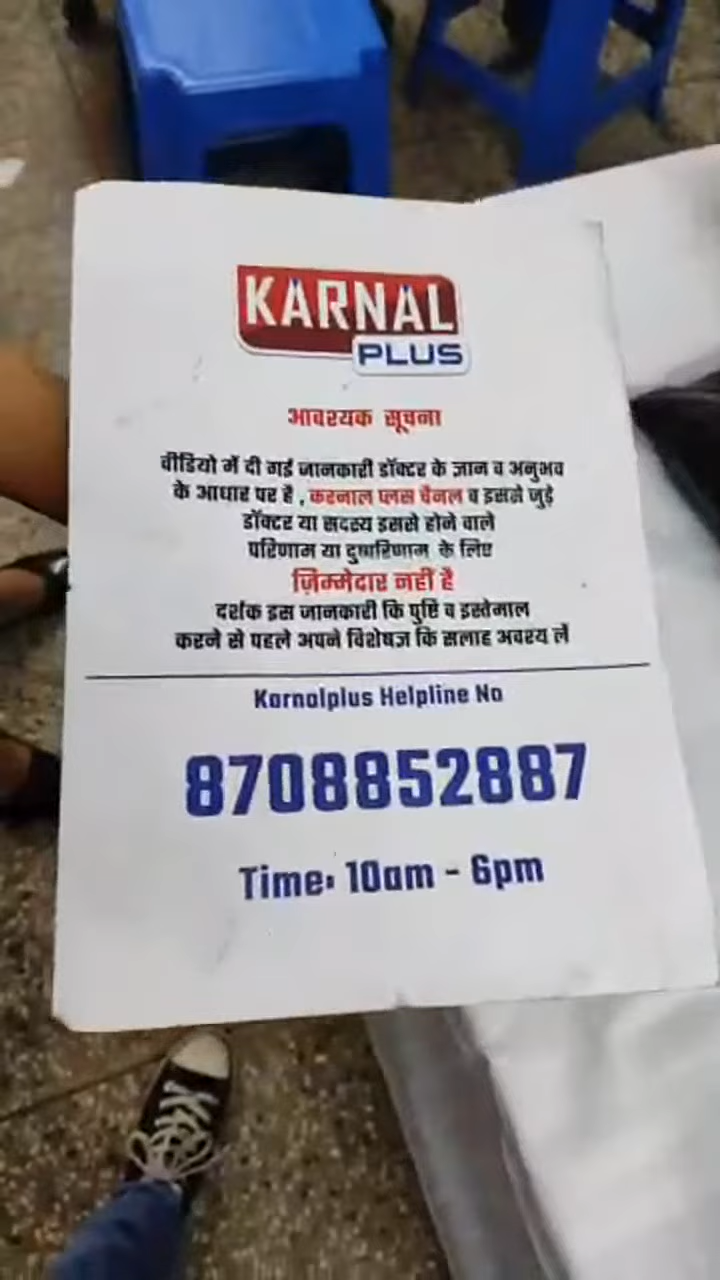 KARNAL
PLUS
आवश्यक सूचना
वीडियो में दी गई जानकारी डॉक्टर के ज्ञान व अनुभव
के आधार पर है , करनाल प्लस चैनल व इससे जुड़े
डॉक्टर या सदस्य इससे होने वाले
परिणाम या दुष्परिणाम के लिए
ज़िम्मेदार नहीं है
दर्शक इस जानकारी कि पुष्टि व इस्तेमाल
करने से पहले अपने विशेषज्ञ कि सलाह अवश्य लें
Karnalplus Helpline No
8708852887
Time: 10am - 6pm